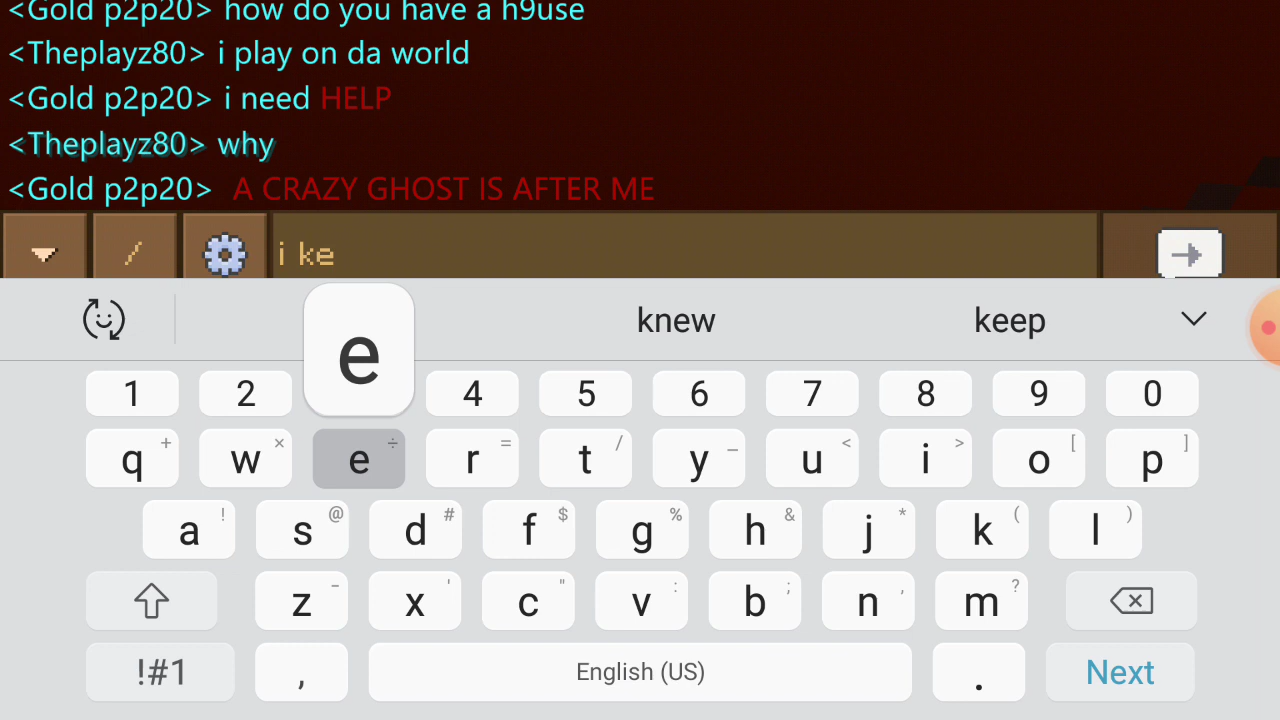 <Gold p2p20> how do you have a h9use
<Theplayz80> i play on da world
<Gold p2p20> i need HELP
<Theplayz80> why
<Gold p2p20> A CRAZY GHOST IS AFTER ME
/ i ke
e knew keep
1 2 4 5 6 7 8 9 0
q + w × e ÷ r = t / y _ u < i > o [ p ]
a ! s @ d # f $ g % h & j * k ( l )
z - x ' c " v : b ; n , m ?
!#1 , English (US) . Next